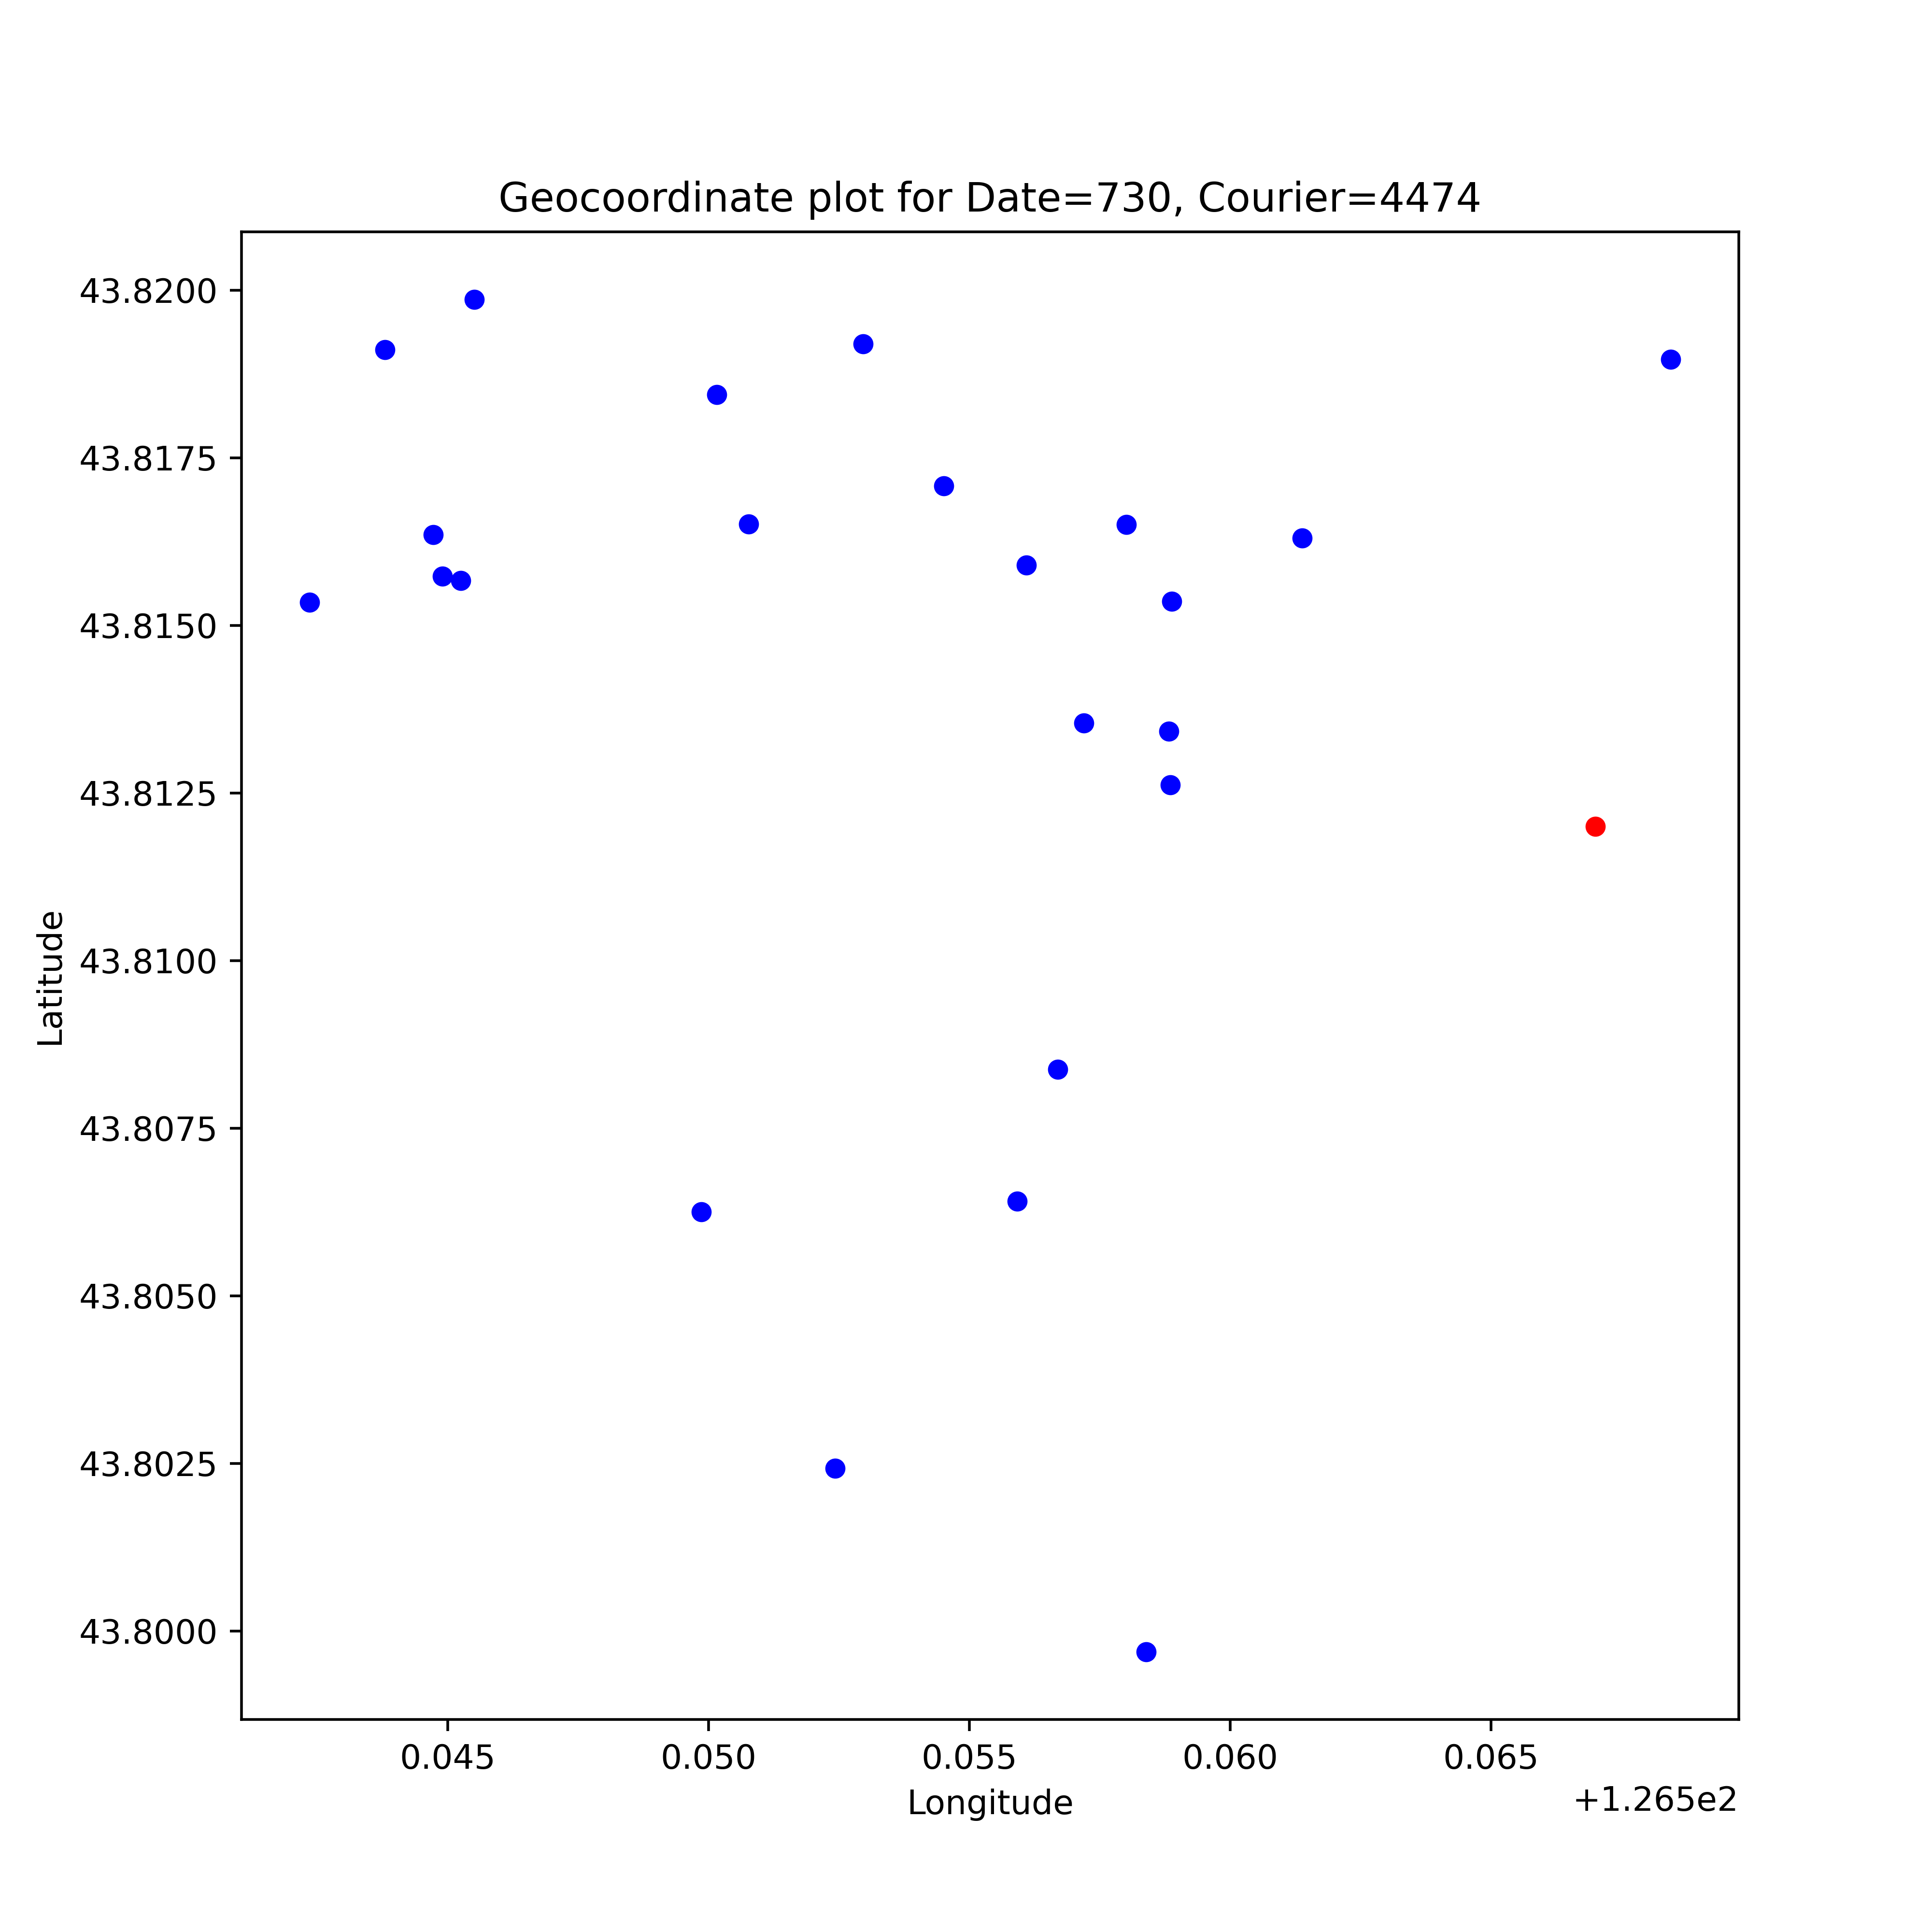 Geocoordinate plot for Date=730, Courier=4474
43.8200
43.8175
43.8150
43.8125
43.8100
43.8075
43.8050
43.8025
43.8000
Latitude
0.045 0.050 0.055 0.060 0.065
Longitude
+1.265e2